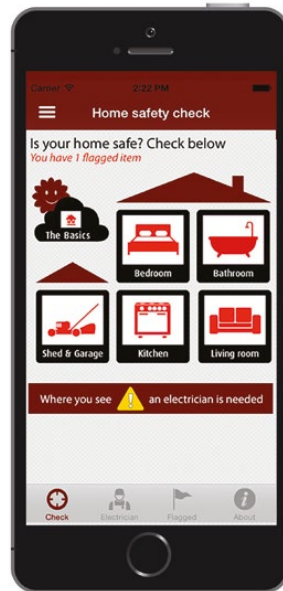 Carrier 2:22 PM
Home safety check
Is your home safe? Check below
You have 1 flagged item
The Basics
Bedroom Bathroom
Shed & Garage Kitchen Living room
Where you see an electrician is needed
Check Electrician Flagged About